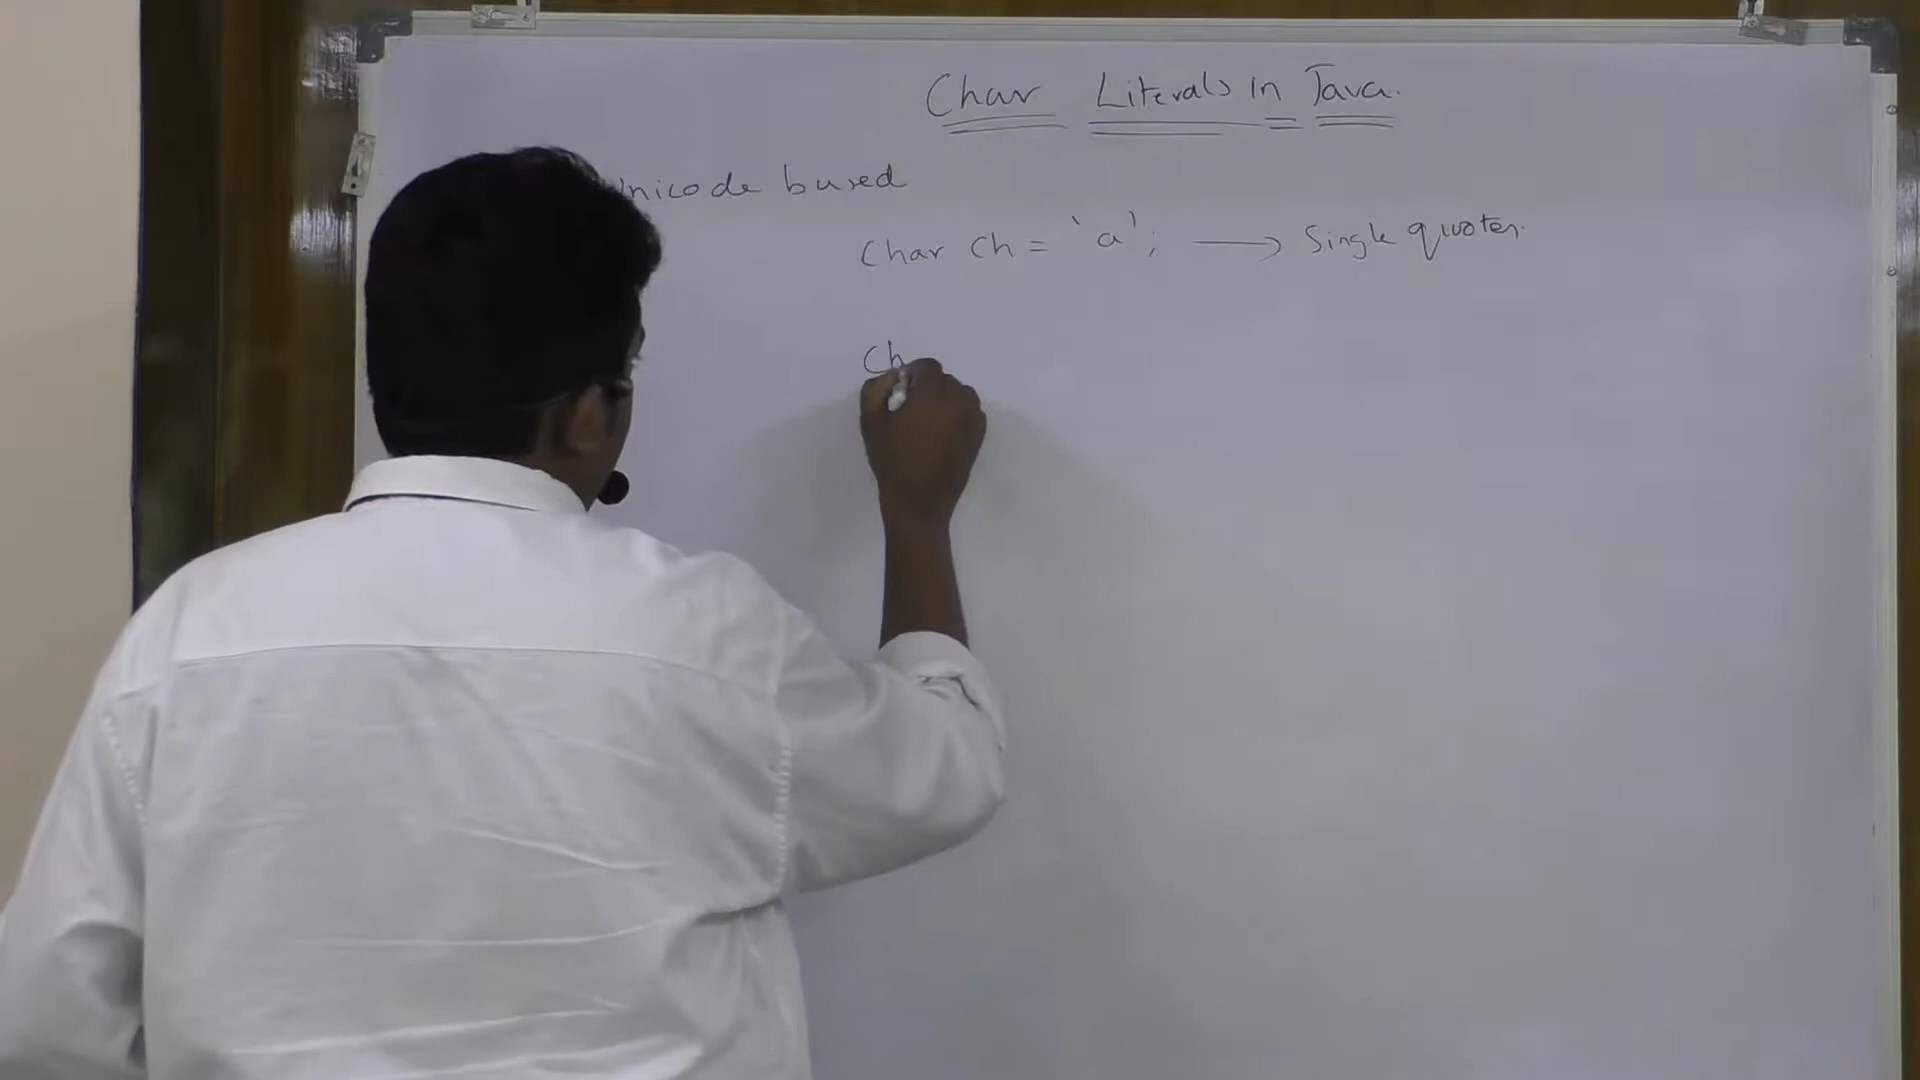 Char Literals in Java.
Unicode based
Char Ch = 'a'; → Single quotes.
Ch